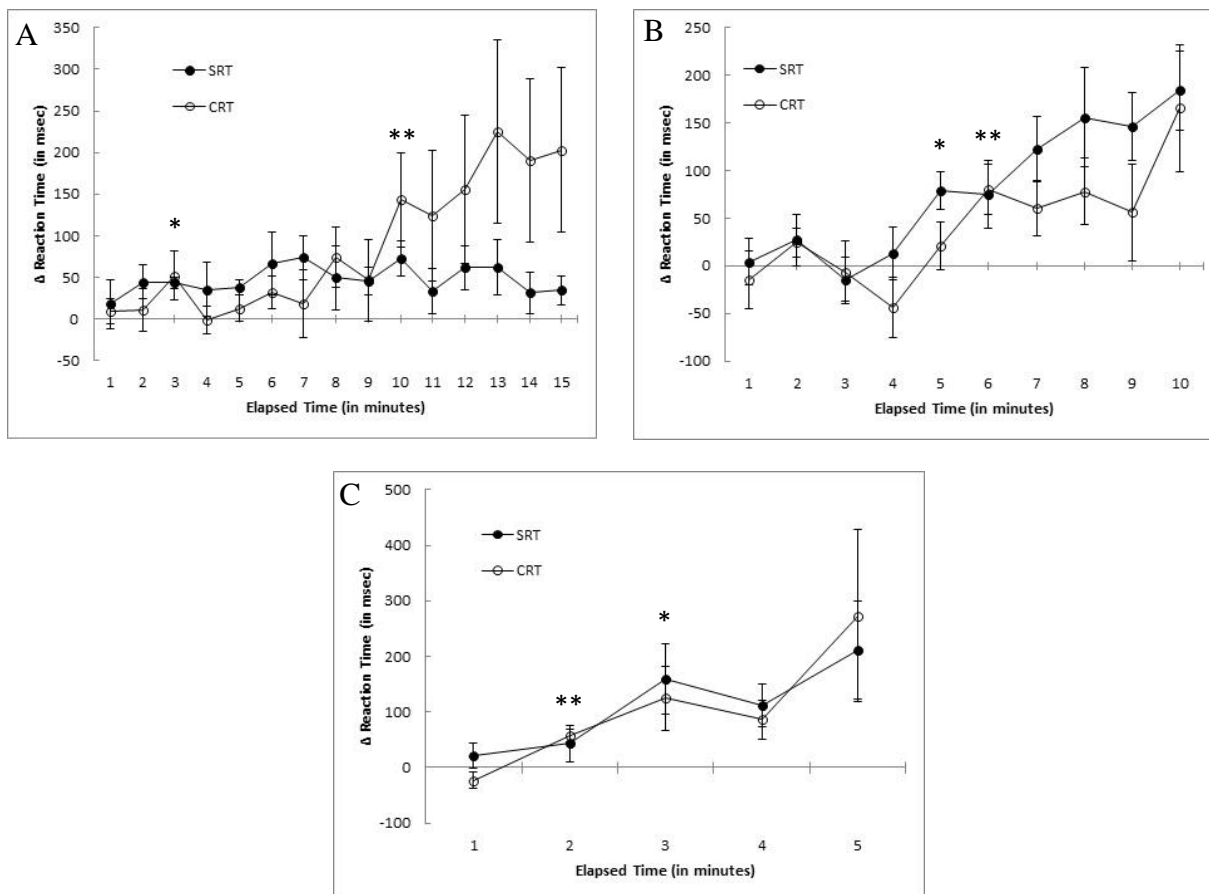 A
350
300
250
200
150
100
50
0
-50
Δ Reaction Time (in msec)
SRT
CRT
*
**
1 2 3 4 5 6 7 8 9 10 11 12 13 14 15
Elapsed Time (in minutes)
B
250
200
150
100
50
0
-50
-100
Δ Reaction Time (in msec)
SRT
CRT
*
**
1 2 3 4 5 6 7 8 9 10
Elapsed Time (in minutes)
C
500
400
300
200
100
0
-100
Δ Reaction Time (in msec)
SRT
CRT
**
*
1 2 3 4 5
Elapsed Time (in minutes)